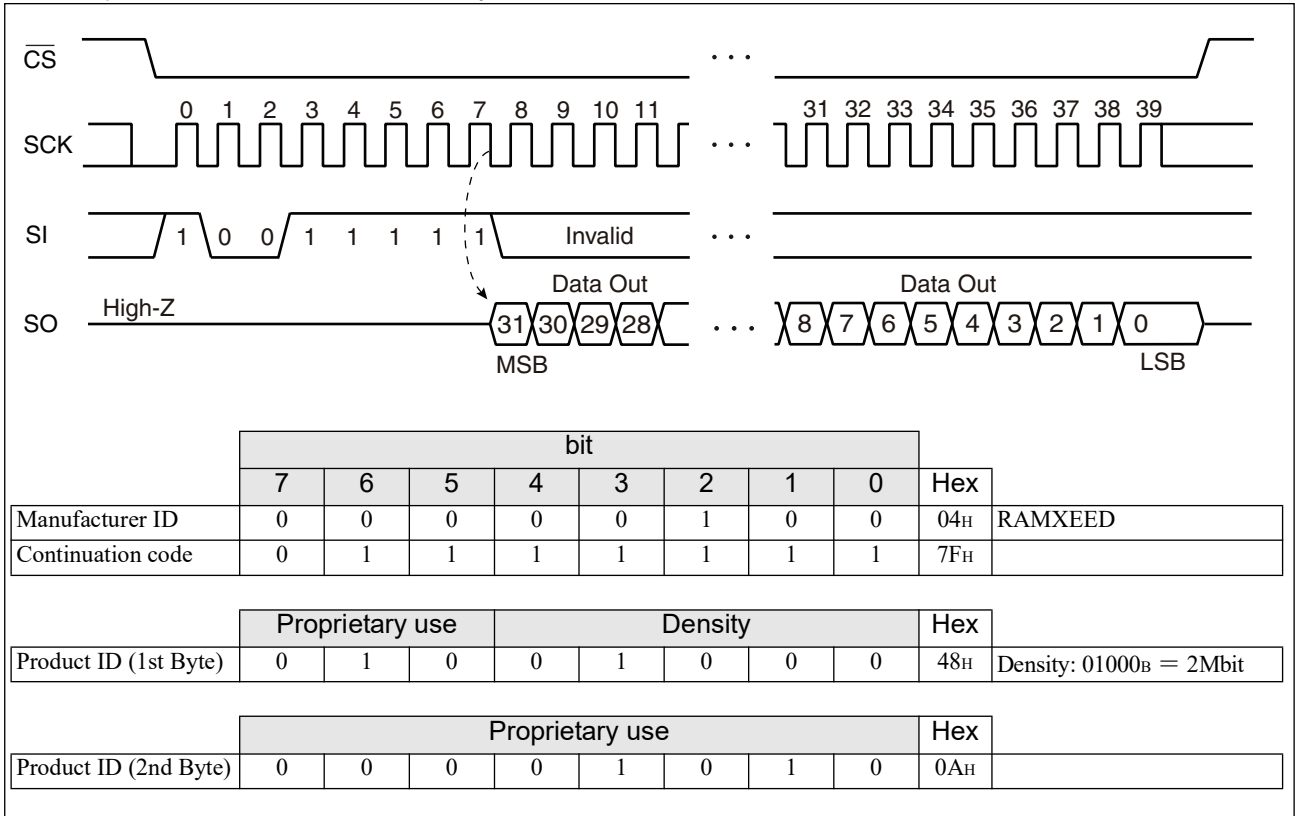 CS
• • •
0 1 2 3 4 5 6 7 8 9 10 11 31 32 33 34 35 36 37 38 39
SCK • • •
SI 1 0 0 1 1 1 1 1 Invalid • • •
Data Out Data Out
SO High-Z 31 30 29 28 • • • 8 7 6 5 4 3 2 1 0
MSB LSB
bit
7 6 5 4 3 2 1 0 Hex
Manufacturer ID 0 0 0 0 0 1 0 0 04H RAMXEED
Continuation code 0 1 1 1 1 1 1 1 7FH
Proprietary use Density Hex
Product ID (1st Byte) 0 1 0 0 1 0 0 0 48H Density: 01000B = 2Mbit
Proprietary use Hex
Product ID (2nd Byte) 0 0 0 0 1 0 1 0 0AH